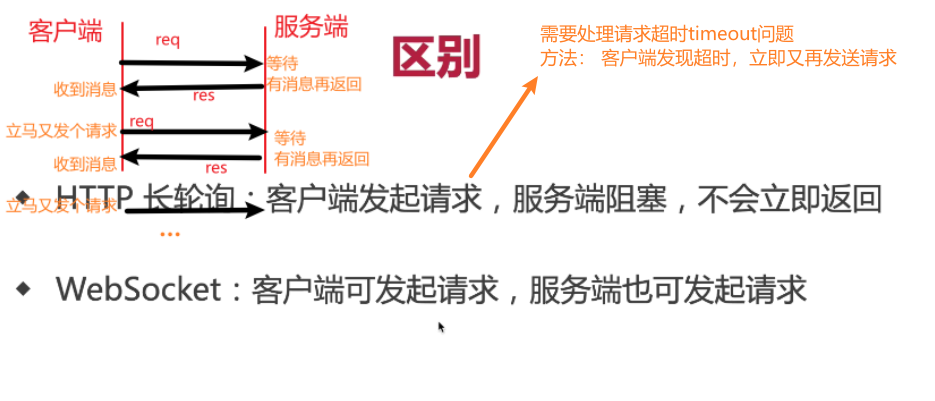 客户端
服务端
req
区别
需要处理请求超时timeout问题
方法： 客户端发现超时，立即又再发送请求
等待
有消息再返回
收到消息
res
立马又发个请求
req
等待
有消息再返回
收到消息
res
HTTP 长轮询：客户端发起请求，服务端阻塞，不会立即返回
立马又发个请求
...
WebSocket：客户端可发起请求，服务端也可发起请求